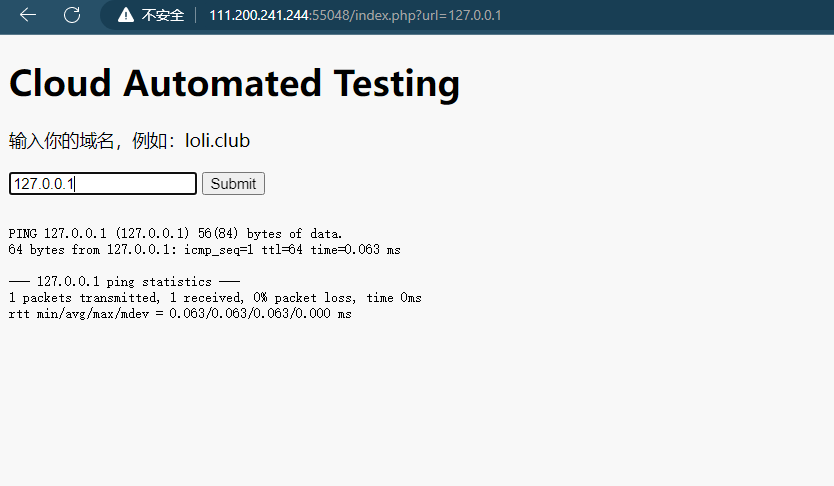 不安全 111.200.241.244:55048/index.php?url=127.0.0.1
Cloud Automated Testing
输入你的域名，例如：loli.club
127.0.0.1 Submit
PING 127.0.0.1 (127.0.0.1) 56(84) bytes of data.
64 bytes from 127.0.0.1: icmp_seq=1 ttl=64 time=0.063 ms
--- 127.0.0.1 ping statistics ---
1 packets transmitted, 1 received, 0% packet loss, time 0ms
rtt min/avg/max/mdev = 0.063/0.063/0.063/0.000 ms